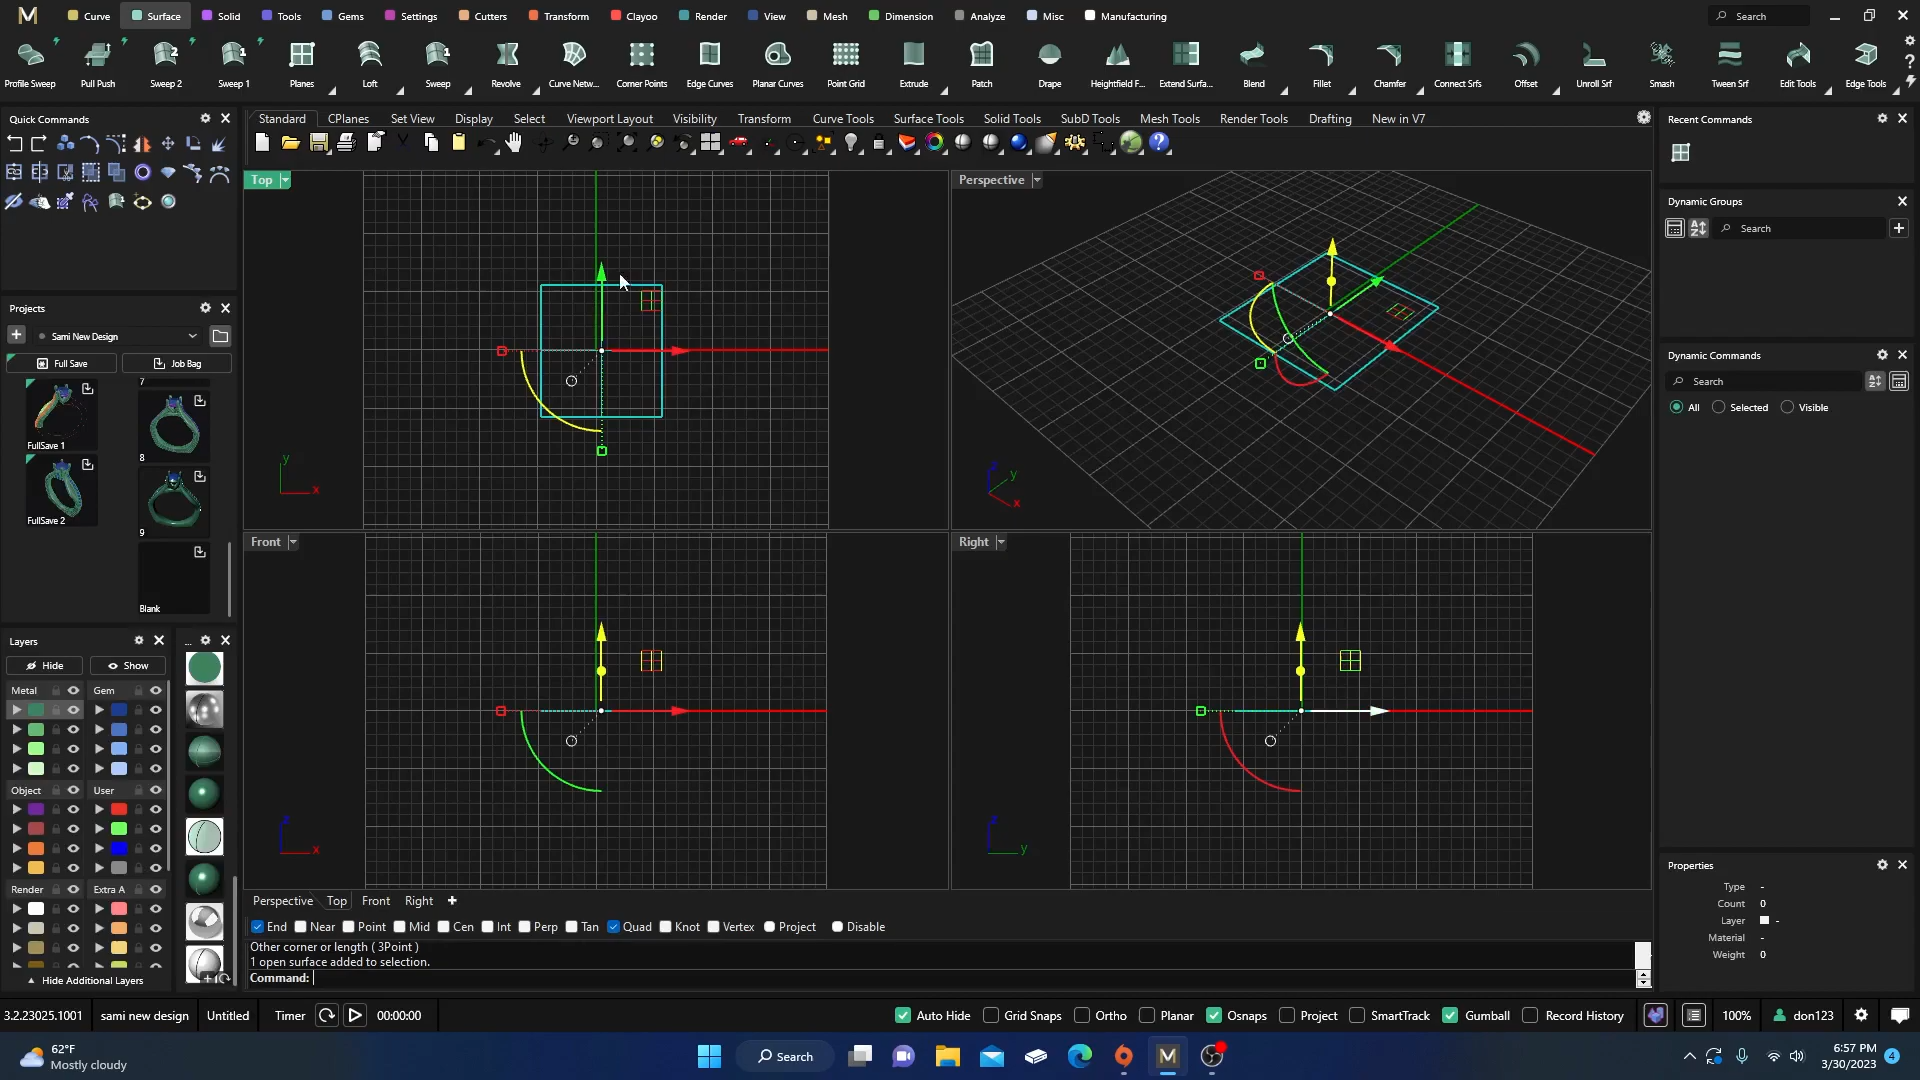 Curve Surface Solid Tools Gems Settings Cutters Transform Clayoo Render View Mesh Dimension Analyze Misc Manufacturing Search
Profile Sweep Pull Push Sweep 2 Sweep 1 Planes Loft Sweep Revolve Curve Netw... Corner Points Edge Curves Planar Curves Point Grid Extrude Patch Drape Heightfield F... Extend Surfa... Blend Fillet Chamfer Connect Srfs Offset Unroll Srf Smash Tween Srf Edit Tools Edge Tools
Quick Commands
Standard CPlanes Set View Display Select Viewport Layout Visibility Transform Curve Tools Surface Tools Solid Tools SubD Tools Mesh Tools Render Tools Drafting New in V7
Recent Commands
Top
Perspective
Dynamic Groups
Search
Projects
Sami New Design
Full Save Job Bag
FullSave 1
7
8
FullSave 2
9
Blank
Dynamic Commands
Search
All Selected Visible
y
x
z
y
x
Front
Right
z
x
z
y
Layers
Hide Show
Metal Gem
Object User
Render Extra A
Hide Additional Layers
Properties
Type -
Count 0
Layer -
Material -
Weight 0
Perspective Top Front Right
End Near Point Mid Cen Int Perp Tan Quad Knot Vertex Project Disable
Other corner or length ( 3Point )
1 open surface added to selection.
Command:
3.2.23025.1001 sami new design Untitled Timer 00:00:00 Auto Hide Grid Snaps Ortho Planar Osnaps Project SmartTrack Gumball Record History 100% don123
62°F
Mostly cloudy
Search
6:57 PM
3/30/2023
4